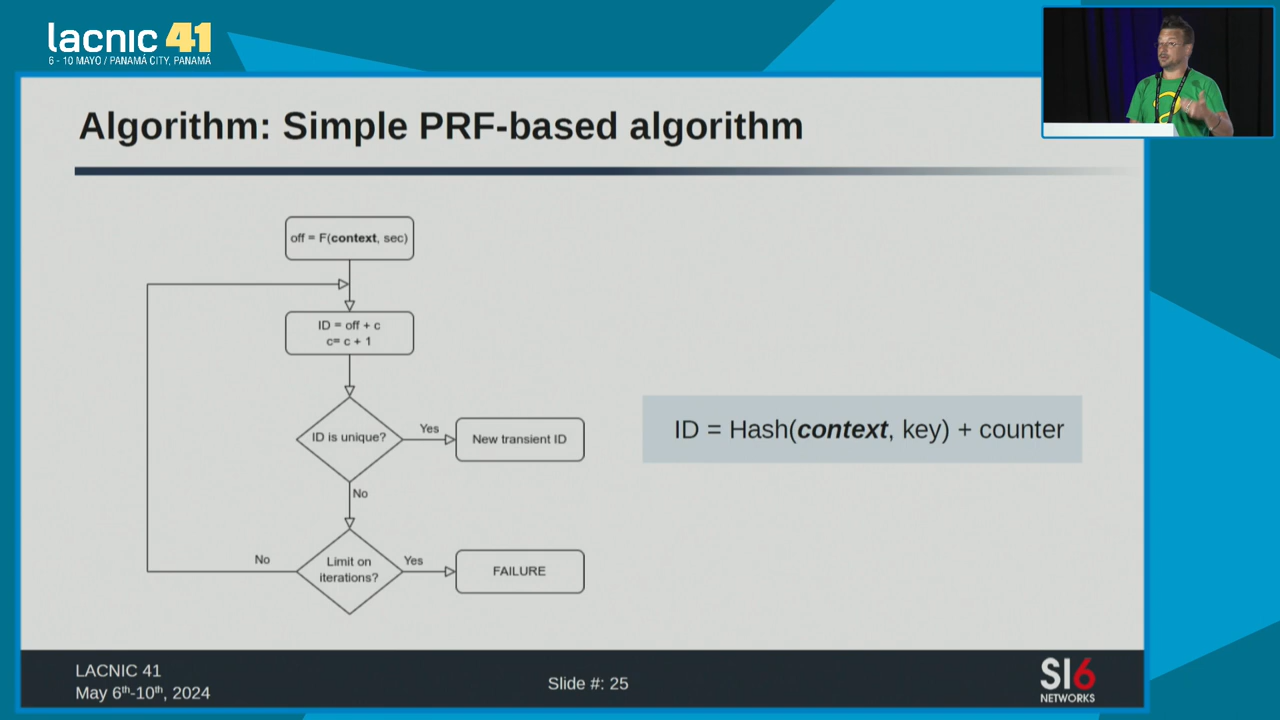 lacnic 41
6 - 10 MAYO / PANAMÁ CITY, PANAMÁ
Algorithm: Simple PRF-based algorithm
off = F(context, sec)
ID = off + c
c= c + 1
ID is unique?
Yes
New transient ID
No
Limit on
iterations?
No
Yes
FAILURE
ID = Hash(context, key) + counter
LACNIC 41
May 6th-10th, 2024
Slide #: 25
SI6
NETWORKS